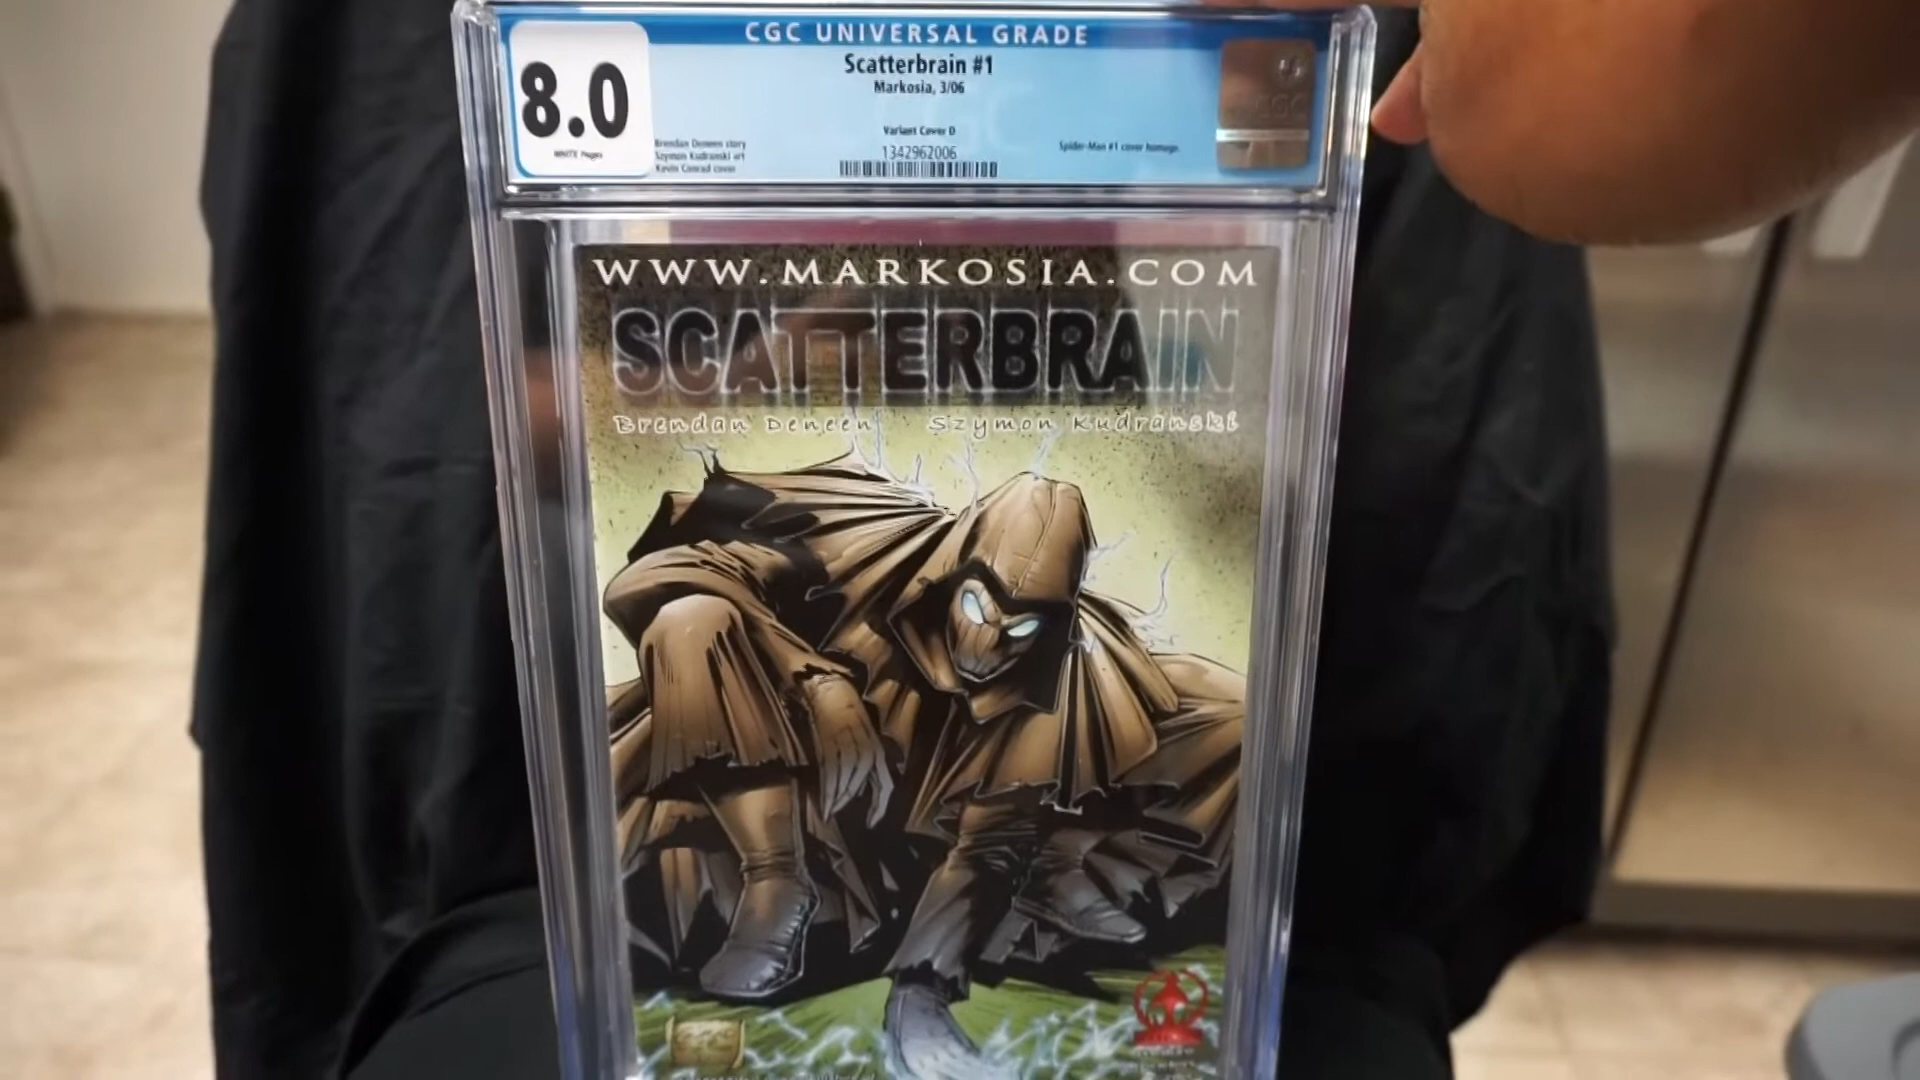 CGC UNIVERSAL GRADE
8.0
WHITE Pages
Scatterbrain #1
Markosia, 3/06
Variant Cover D
1342962006
Brendan Deneen story
Szymon Kudranski art
Kevin Conrad cover
Spider-Man #1 cover homage.
CGC
WWW.MARKOSIA.COM
SCATTERBRAIN
Brendan Deneen Szymon Kudranski